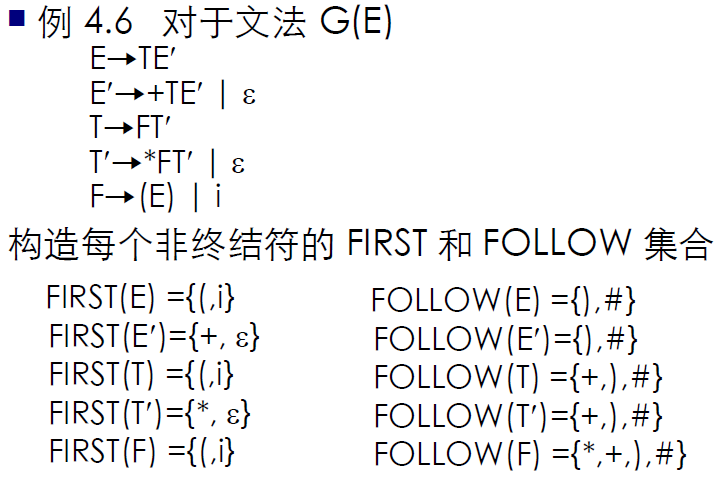 例 4.6 对于文法 G(E)
E→TE′
E′→+TE′ | ε
T→FT′
T′→*FT′ | ε
F→(E) | i
构造每个非终结符的 FIRST 和 FOLLOW 集合
FIRST(E) ={(,i}
FIRST(E′)={+, ε}
FIRST(T) ={(,i}
FIRST(T′)={*, ε}
FIRST(F) ={(,i}
FOLLOW(E) ={),#}
FOLLOW(E′)={),#}
FOLLOW(T) ={+,),#}
FOLLOW(T′)={+,),#}
FOLLOW(F) ={*,+,),#}